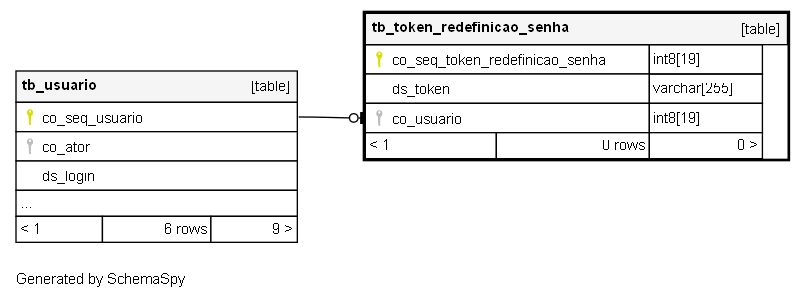 tb_token_redefinicao_senha [table]
co_seq_token_redefinicao_senha int8[19]
ds_token varchar[255]
co_usuario int8[19]
< 1 0 rows 0 >
tb_usuario [table]
co_seq_usuario
co_ator
ds_login
...
< 1 6 rows 9 >
Generated by SchemaSpy